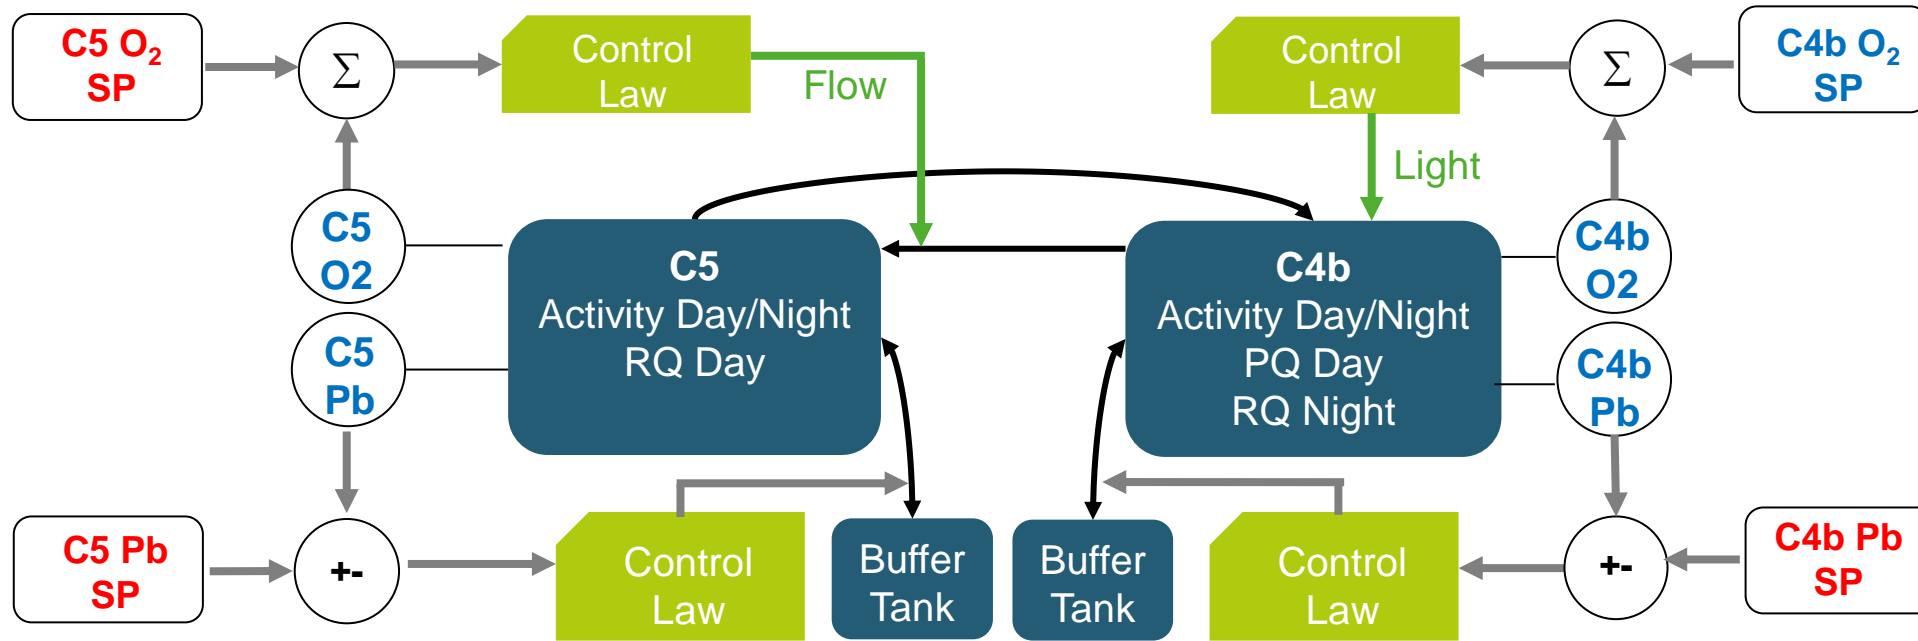 C5 O₂
SP
Σ
Control
Law
Flow
Control
Law
Light
Σ
C4b O₂
SP
C5
O2
C5
Pb
C5
Activity Day/Night
RQ Day
C4b
Activity Day/Night
PQ Day
RQ Night
C4b
O2
C4b
Pb
C5 Pb
SP
+-
Control
Law
Buffer
Tank
Buffer
Tank
Control
Law
+-
C4b Pb
SP